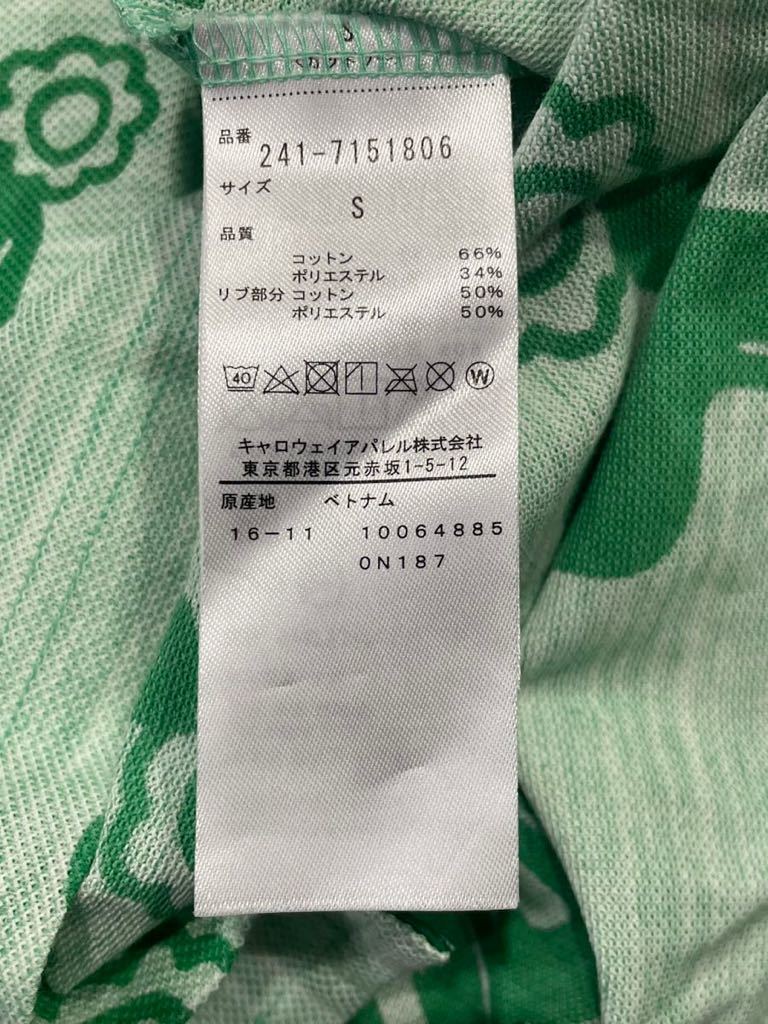 S
品番
241-7151806
サイズ
S
品質
コットン 66%
ポリエステル 34%
リブ部分 コットン 50%
ポリエステル 50%
40 W
キャロウェイアパレル株式会社
東京都港区元赤坂1-5-12
原産地 ベトナム
16-11 10064885
0N187